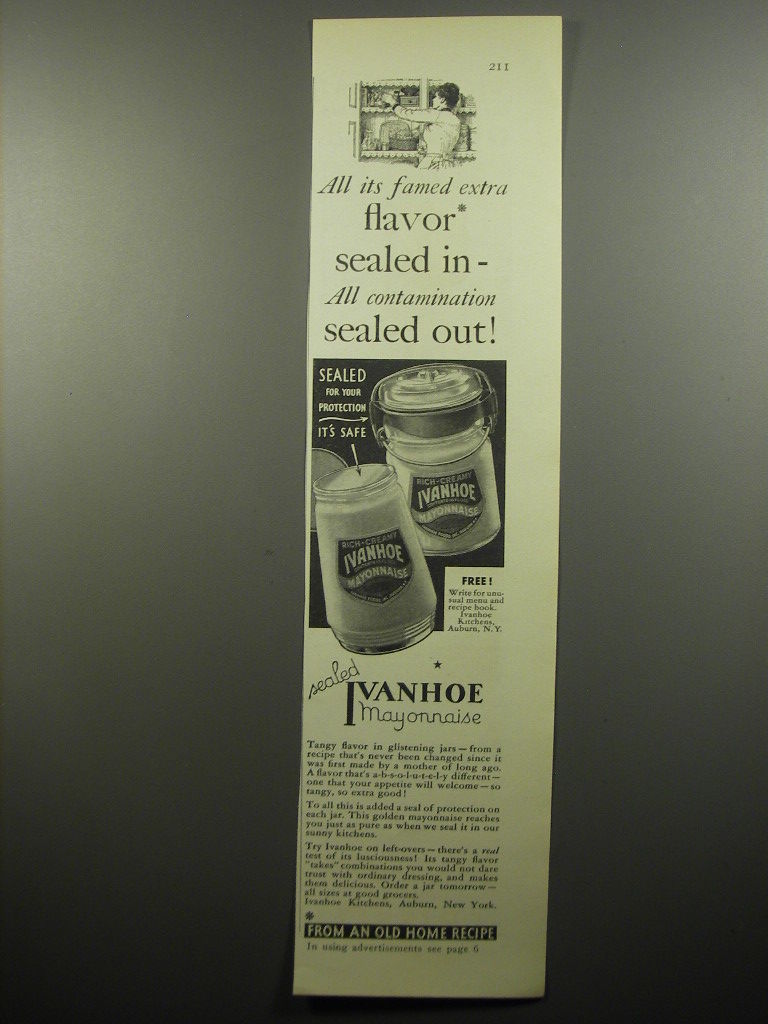 211
All its famed extra
flavor*
sealed in -
All contamination
sealed out!
SEALED
FOR YOUR
PROTECTION
IT'S SAFE
RICH-CREAMY
IVANHOE
MAYONNAISE
RICH-CREAMY
IVANHOE
MAYONNAISE
FREE!
Write for unu-
sual menu and
recipe book.
Ivanhoe
Kitchens,
Auburn, N.Y.
sealed
IVANHOE
Mayonnaise
Tangy flavor in glistening jars—from a
recipe that's never been changed since it
was first made by a mother of long ago.
A flavor that's a-b-s-o-l-u-t-e-l-y different—
one that your appetite will welcome—so
tangy, so extra good!
To all this is added a seal of protection on
each jar. This golden mayonnaise reaches
you just as pure as when we seal it in our
sunny kitchens.
Try Ivanhoe on left-overs—there's a real
test of its lusciousness! Its tangy flavor
"takes" combinations you would not dare
trust with ordinary dressing, and makes
them delicious. Order a jar tomorrow—
all sizes at good grocers.
Ivanhoe Kitchens, Auburn, New York.
*
FROM AN OLD HOME RECIPE
In using advertisements see page 6